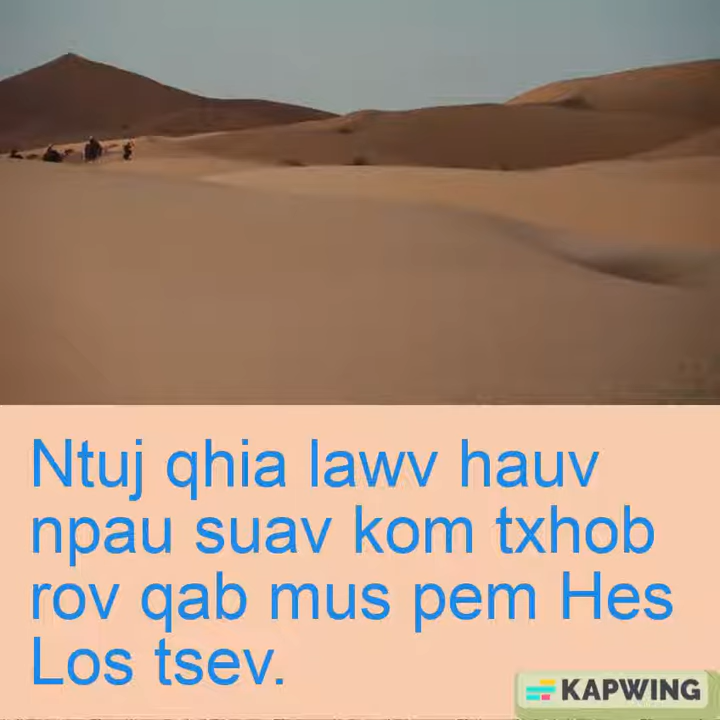 Ntuj qhia lawv hauv
npau suav kom txhob
rov qab mus pem Hes
Los tsev.
KAPWING